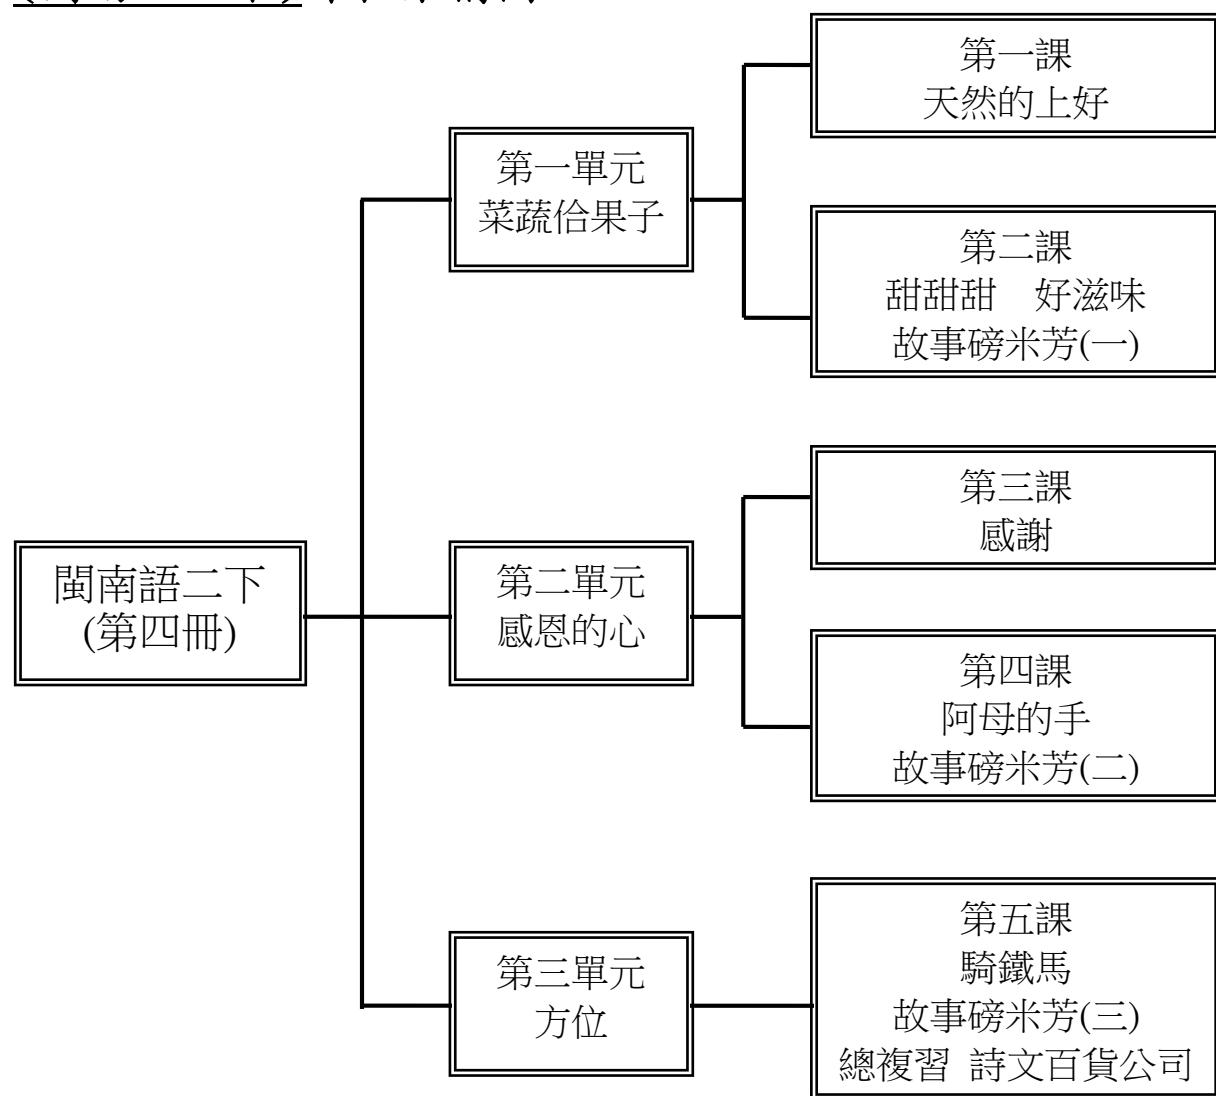 第一課
天然的上好
第一單元
菜蔬佮果子
第二課
甜甜甜　好滋味
故事磅米芳(一)
第三課
感謝
閩南語二下
(第四冊)
第二單元
感恩的心
第四課
阿母的手
故事磅米芳(二)
第三單元
方位
第五課
騎鐵馬
故事磅米芳(三)
總複習 詩文百貨公司